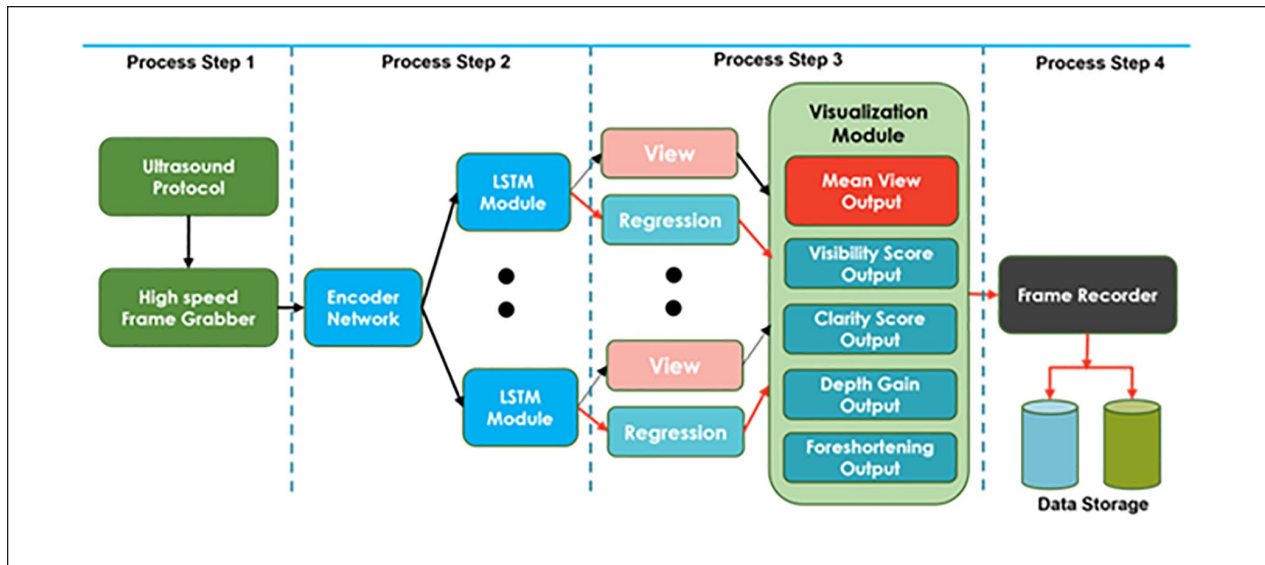 Process Step 1
Process Step 2
Process Step 3
Process Step 4
Ultrasound
Protocol
High speed
Frame Grabber
Encoder
Network
LSTM
Module
LSTM
Module
View
Regression
View
Regression
Visualization
Module
Mean View
Output
Visibility Score
Output
Clarity Score
Output
Depth Gain
Output
Foreshortening
Output
Frame Recorder
Data Storage